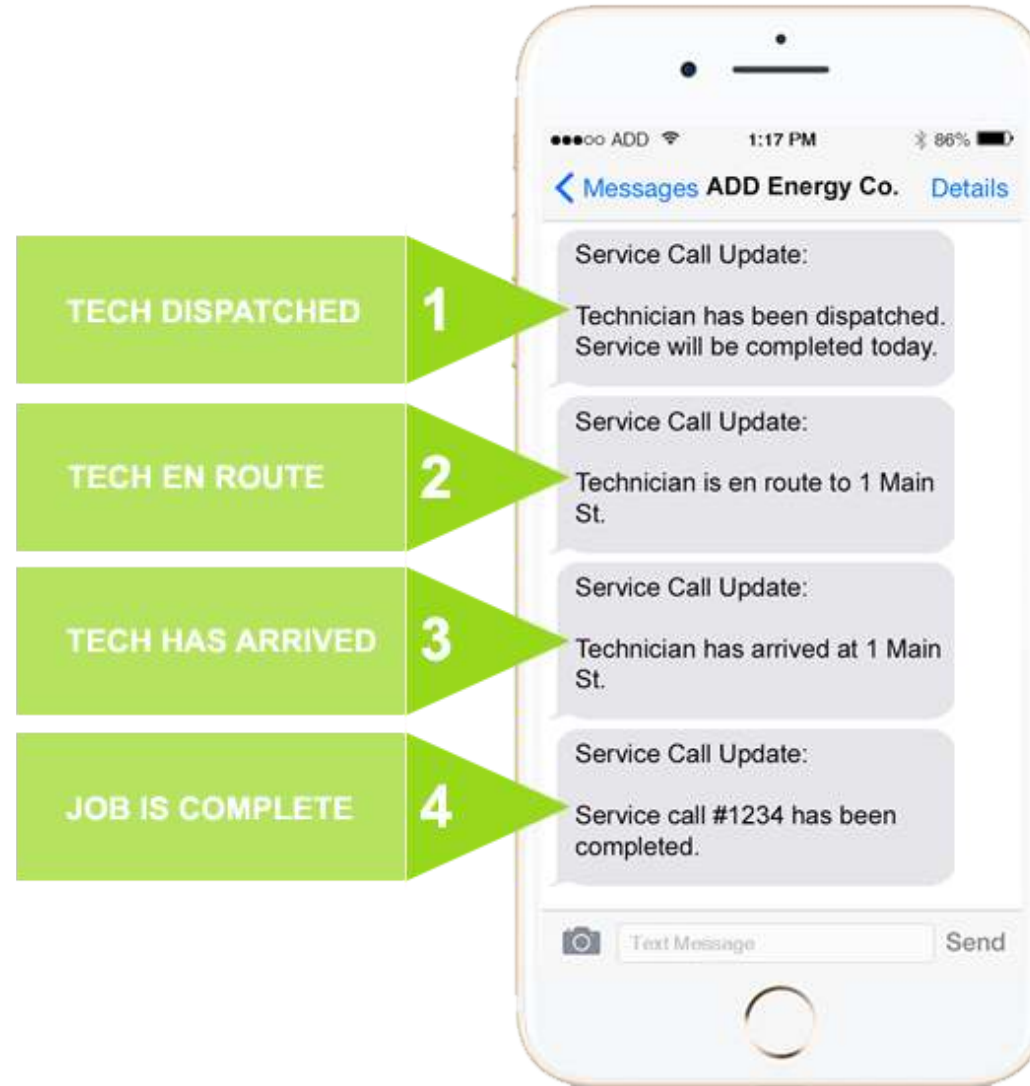 ADD 1:17 PM 86%
Messages ADD Energy Co. Details
TECH DISPATCHED 1
Service Call Update:
Technician has been dispatched.
Service will be completed today.
TECH EN ROUTE 2
Service Call Update:
Technician is en route to 1 Main
St.
TECH HAS ARRIVED 3
Service Call Update:
Technician has arrived at 1 Main
St.
JOB IS COMPLETE 4
Service Call Update:
Service call #1234 has been
completed.
Text Message Send